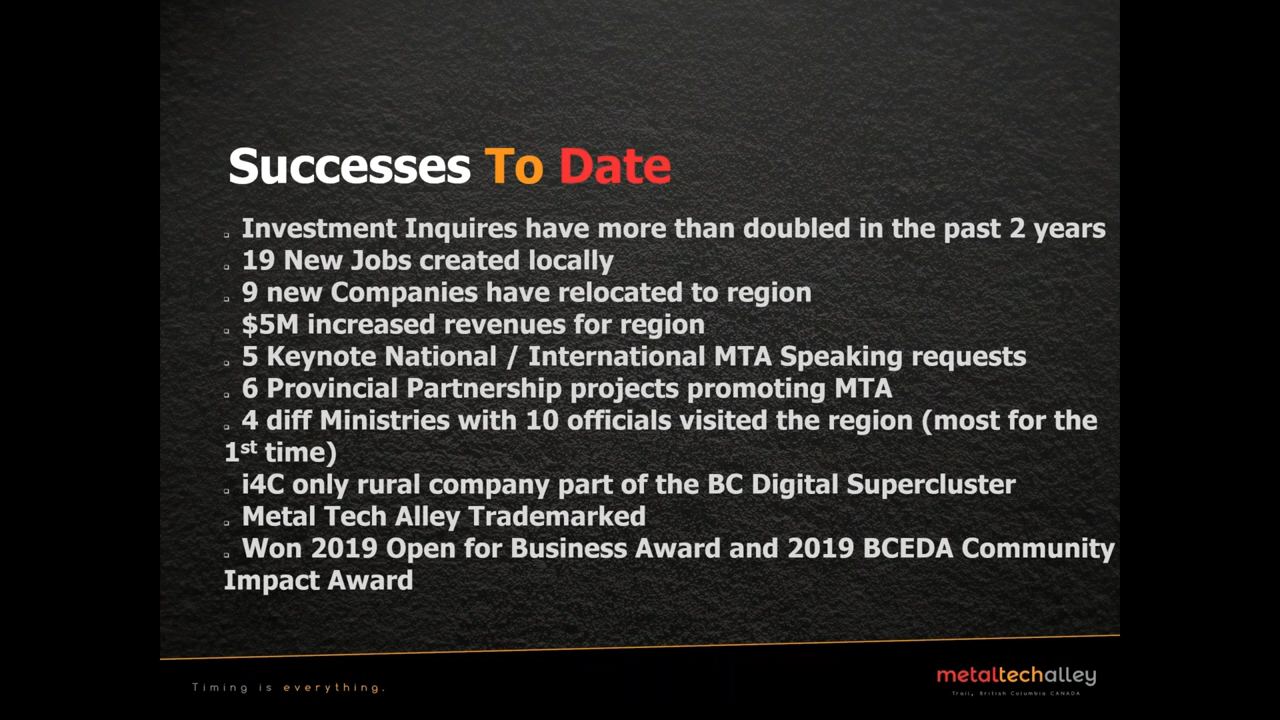 Successes To Date
Investment Inquires have more than doubled in the past 2 years
19 New Jobs created locally
9 new Companies have relocated to region
$5M increased revenues for region
5 Keynote National / International MTA Speaking requests
6 Provincial Partnership projects promoting MTA
4 diff Ministries with 10 officials visited the region (most for the
1st time)
i4C only rural company part of the BC Digital Supercluster
Metal Tech Alley Trademarked
Won 2019 Open for Business Award and 2019 BCEDA Community
Impact Award
Timing is everything.
metaltechalley
Trail, British Columbia CANADA